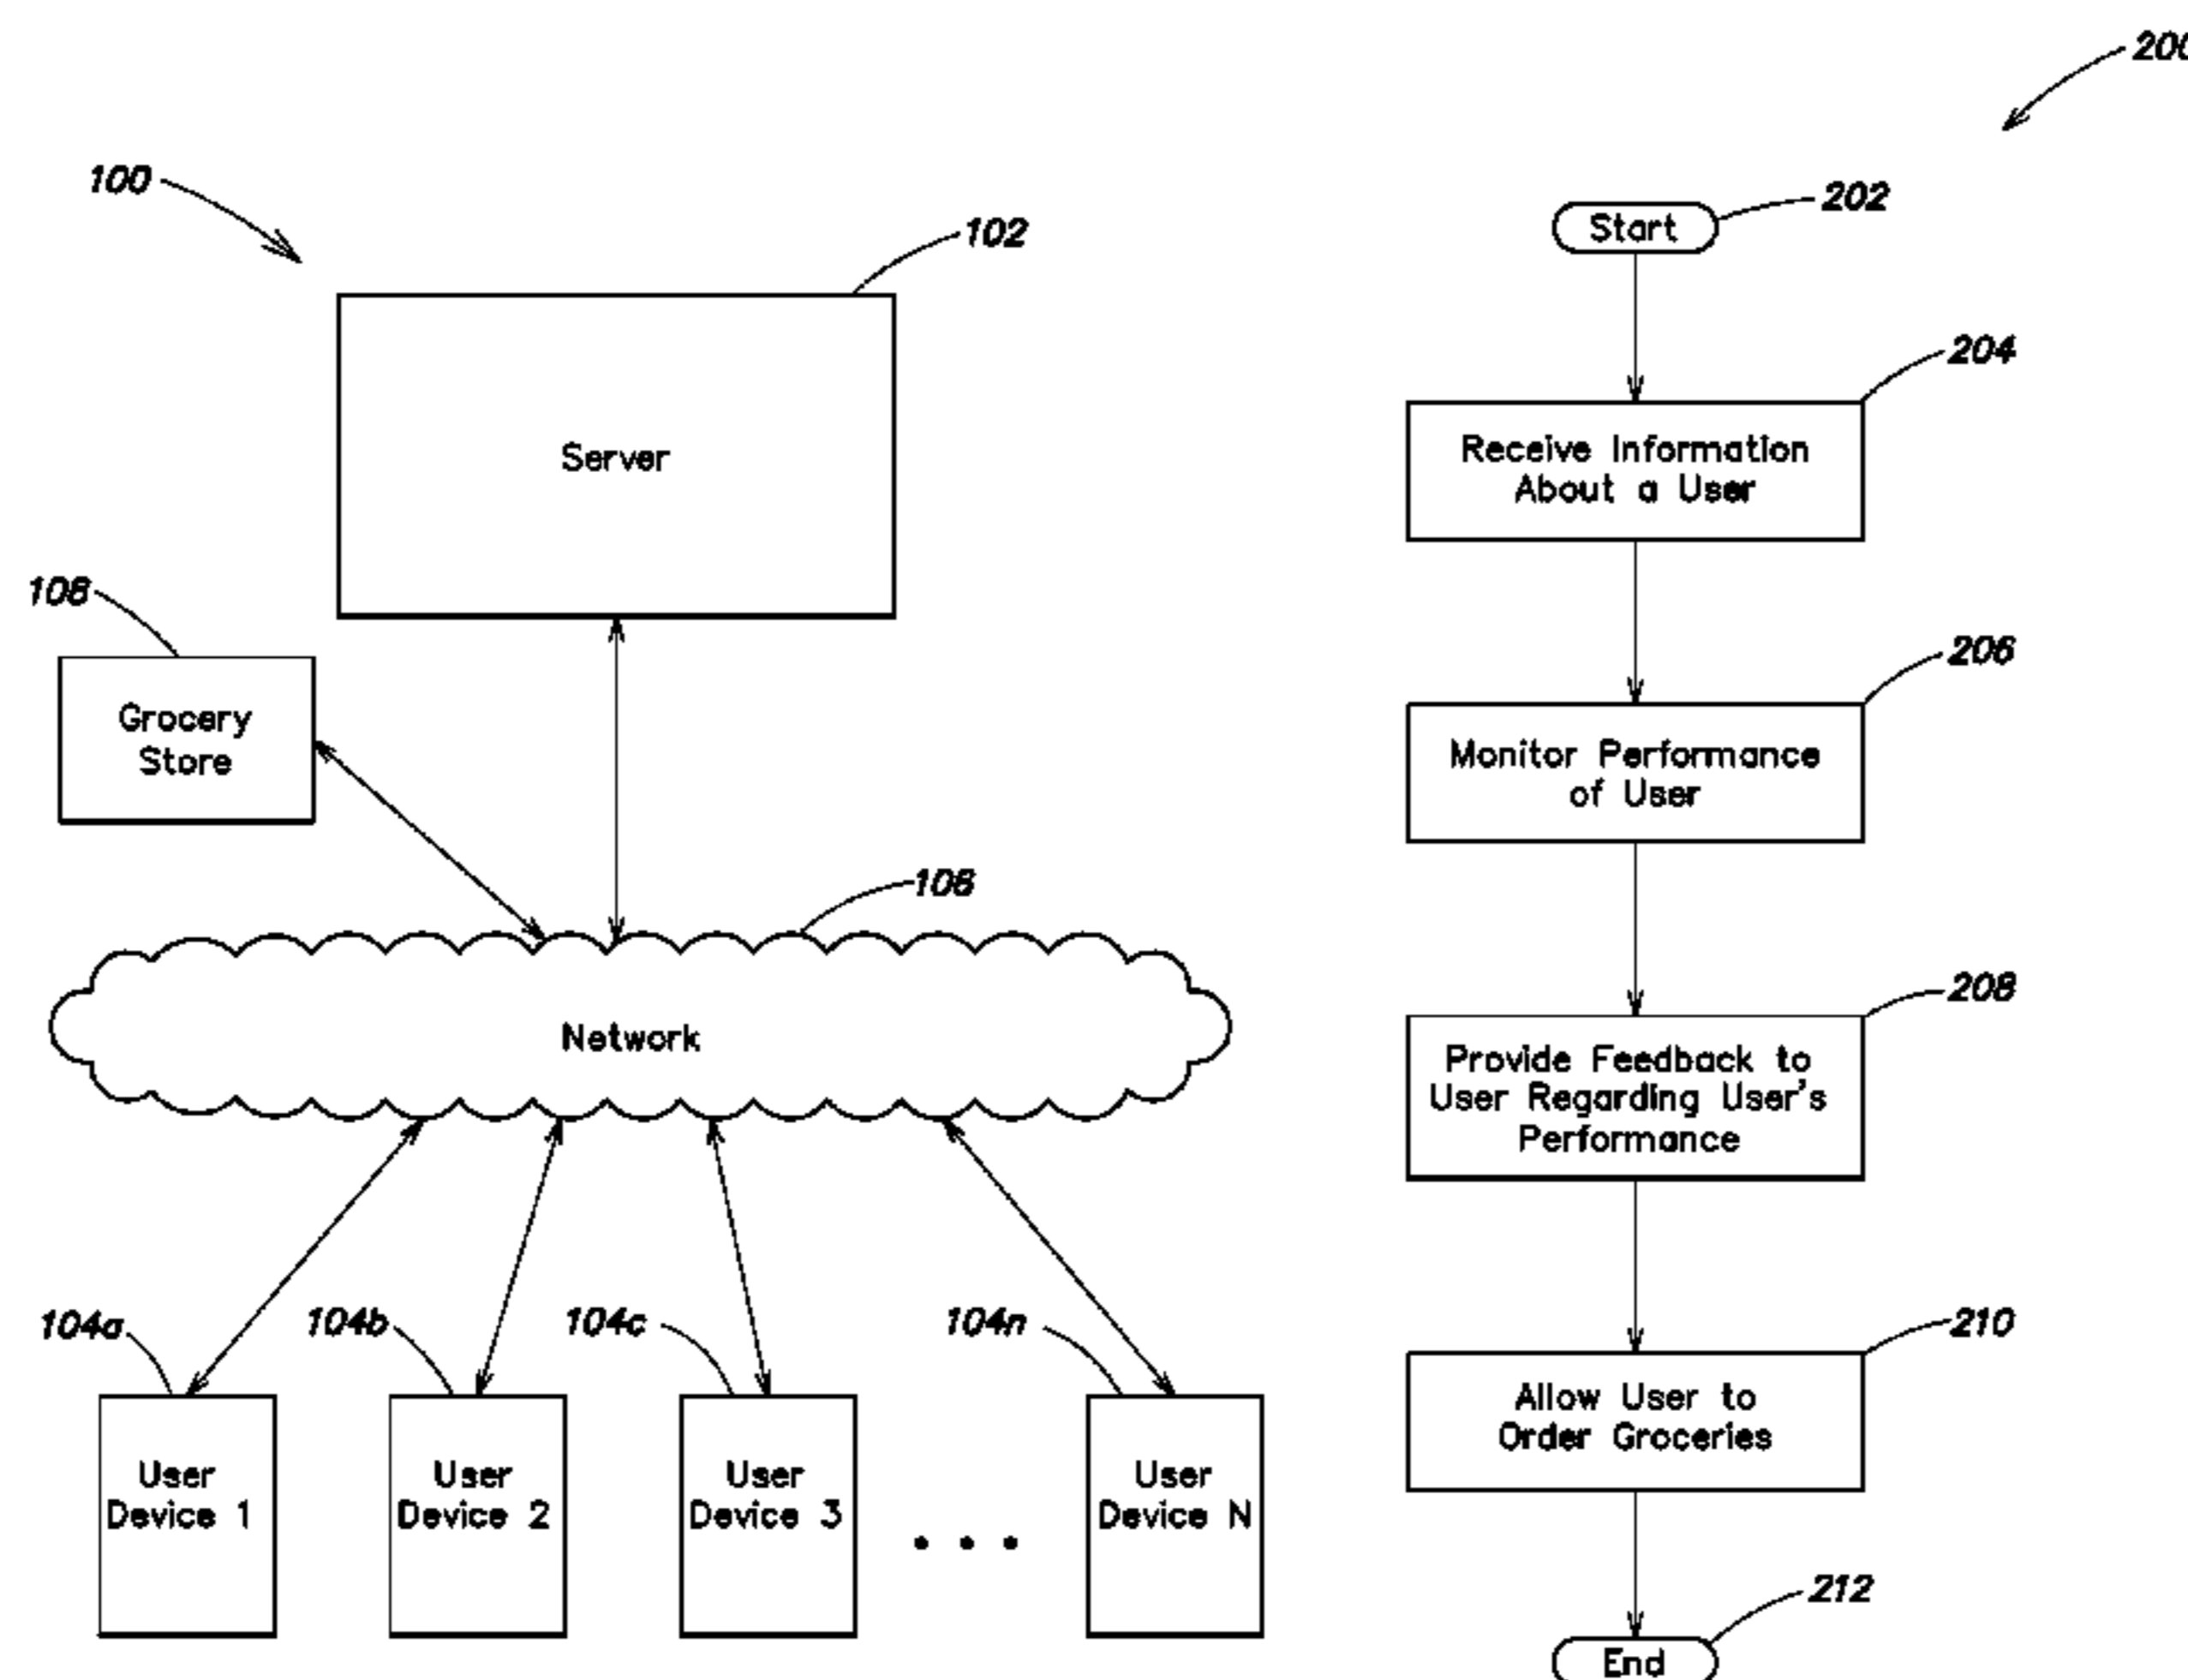 200
100
202
Start
102
204
Receive Information
About a User
Server
108
206
Grocery
Store
Monitor Performance
of User
106
208
Network
Provide Feedback to
User Regarding User's
Performance
104a
104b
104c
104n
210
Allow User to
Order Groceries
User
Device 1
User
Device 2
User
Device 3
. . .
User
Device N
212
End